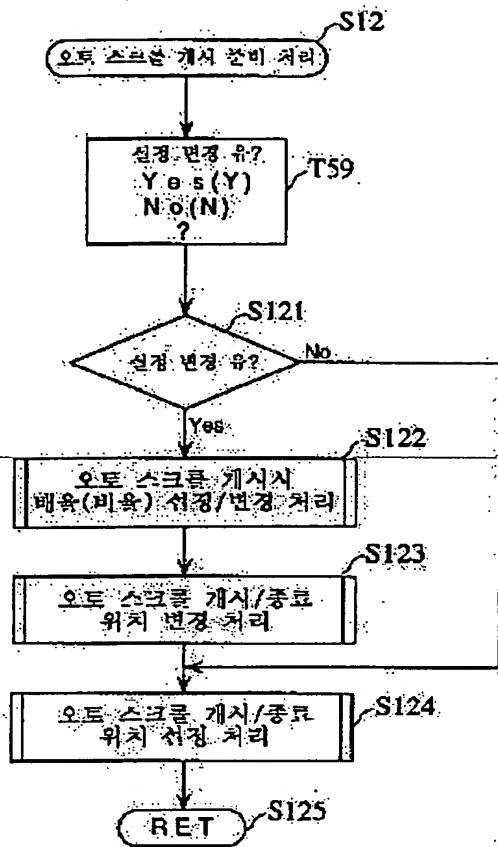 S12
오토 스크롤 개시 준비 처리
설정 변경 유?
Yes(Y)
No(N)
?
T59
S121
설정 변경 유?
No
Yes
S122
오토 스크롤 개시시
배율(비율) 설정/변경 처리
S123
오토 스크롤 개시/종료
위치 변경 처리
오토 스크롤 개시/종료
위치 설정 처리
S124
RET
S125